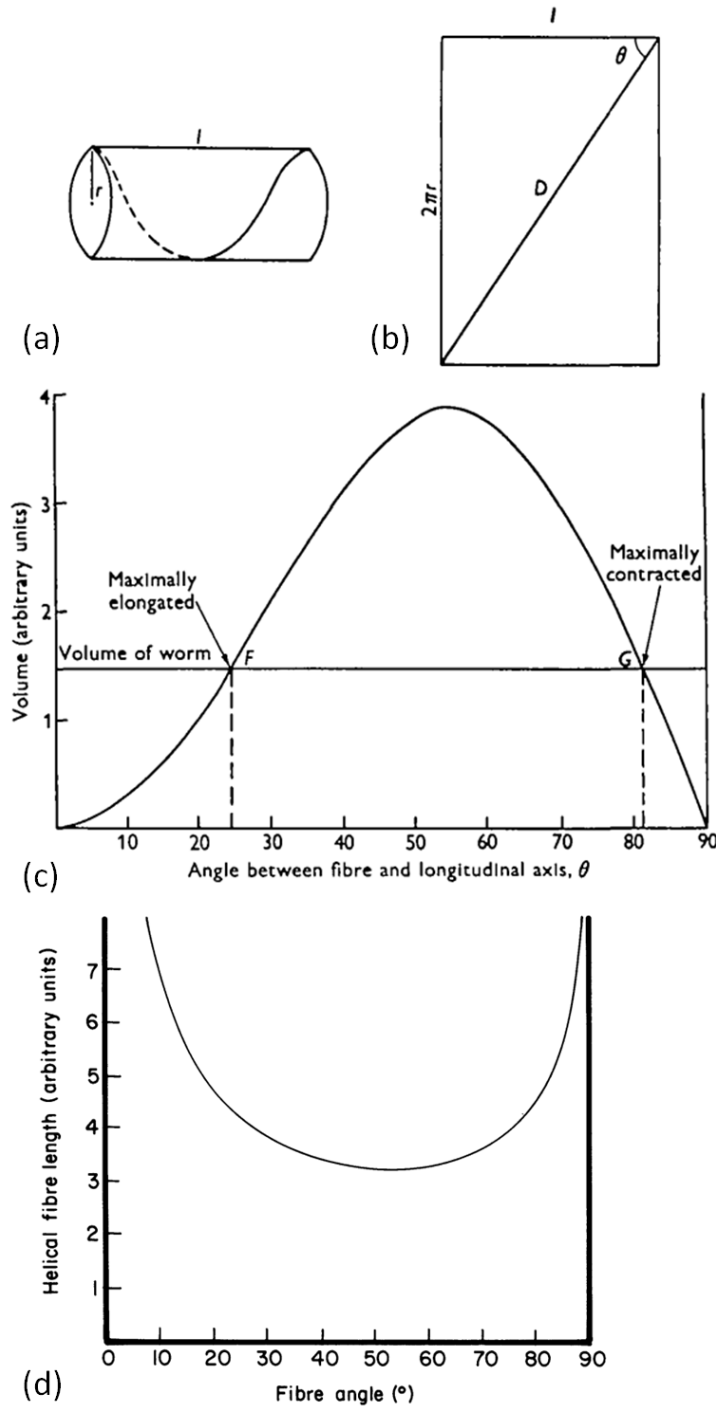 l
r
(a)
l
θ
D
2πr
(b)
4
3
2
1
Volume (arbitrary units)
Maximally
elongated
Maximally
contracted
Volume of worm
F
G
10 20 30 40 50 60 70 80 90
Angle between fibre and longitudinal axis, θ
(c)
7
6
5
4
3
2
1
Helical fibre length (arbitrary units)
0 10 20 30 40 50 60 70 80 90
Fibre angle (°)
(d)